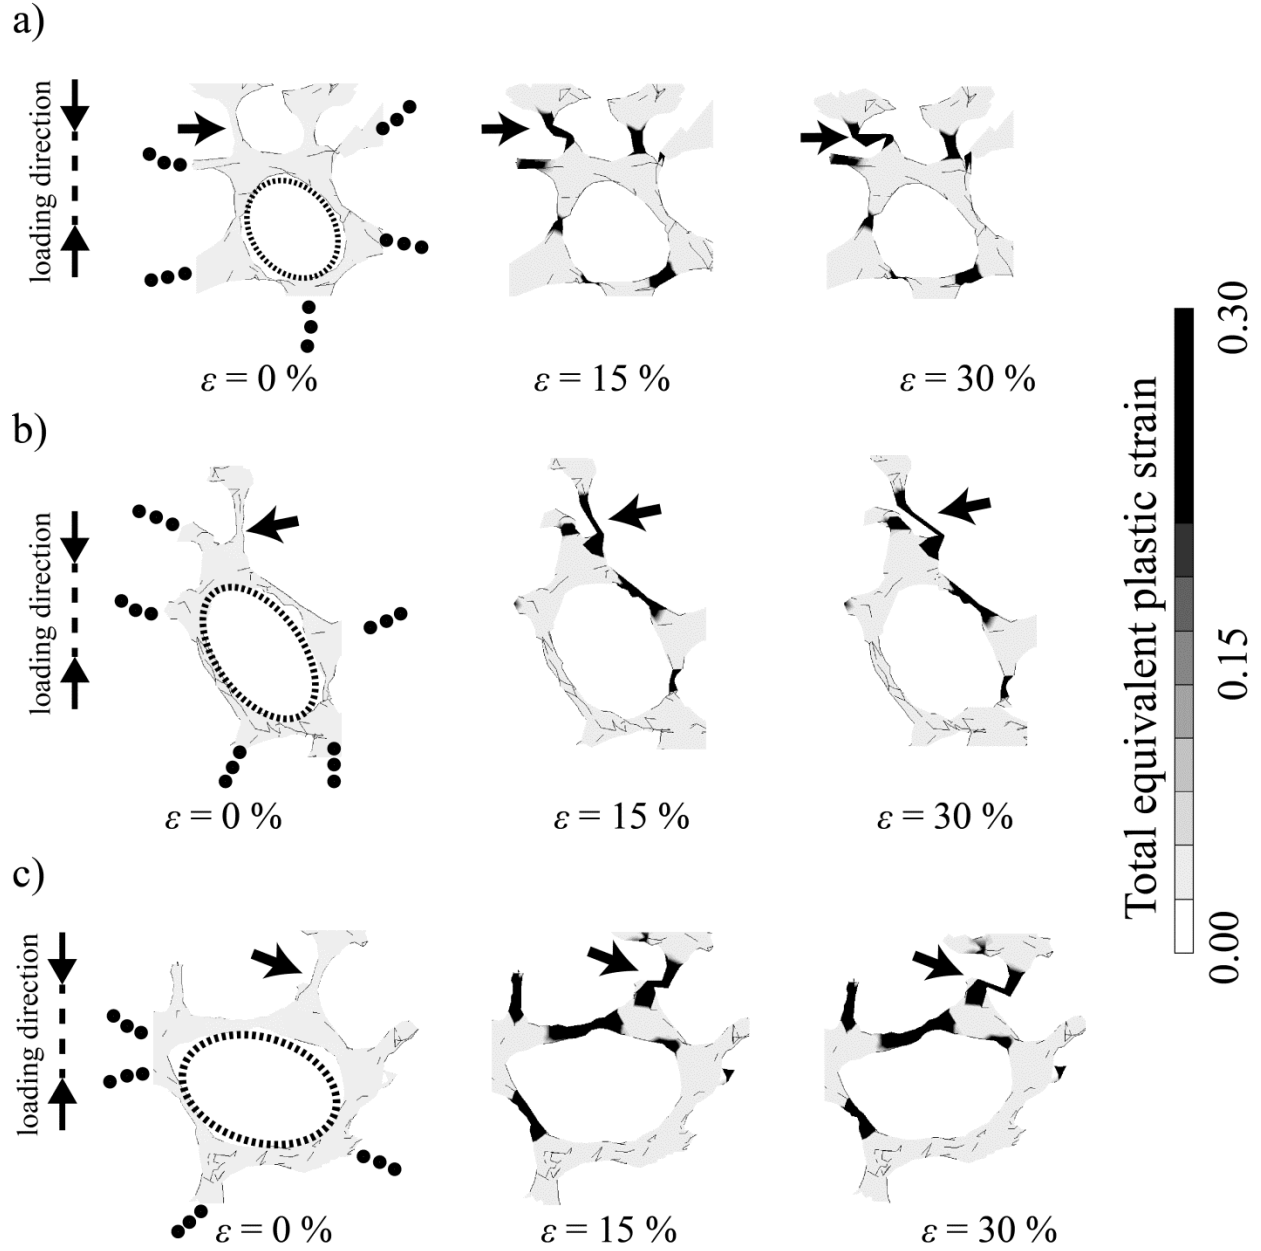 a)
loading direction
ε = 0 %
ε = 15 %
ε = 30 %
b)
loading direction
ε = 0 %
ε = 15 %
ε = 30 %
c)
loading direction
ε = 0 %
ε = 15 %
ε = 30 %
Total equivalent plastic strain
0.30
0.15
0.00